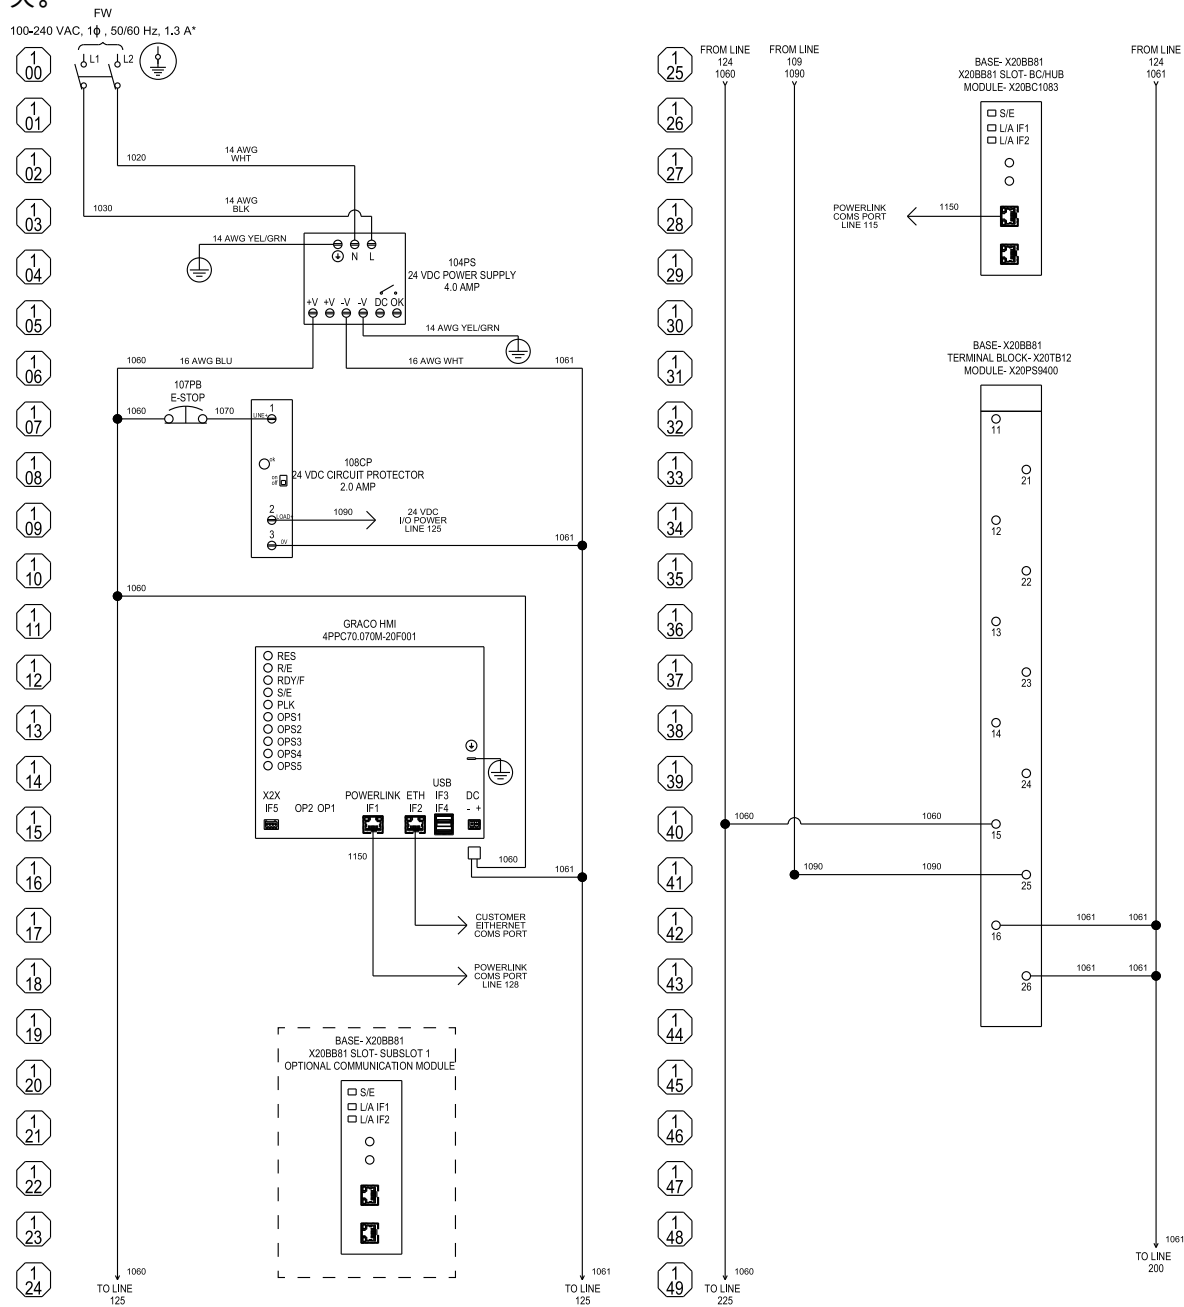 FW
100-240 VAC, 1ϕ , 50/60 Hz, 1.3 A*
L1 L2
1 00
1 01
1020
14 AWG
WHT
1 02
1030
14 AWG
BLK
1 03
14 AWG YEL/GRN
N L
1 04
104PS
24 VDC POWER SUPPLY
4.0 AMP
+V +V -V -V DC OK
1 05
14 AWG YEL/GRN
1060
16 AWG BLU
16 AWG WHT
1061
1 06
107PB
E-STOP
1060
1070
LINE+
1
1 07
ok
on
off
108CP
24 VDC CIRCUIT PROTECTOR
2.0 AMP
1 08
2
LOAD+
1090
24 VDC
I/O POWER
LINE 125
1 09
3
0V
1061
1 10
1060
1 11
GRACO HMI
4PPC70.070M-20F001
RES
R/E
RDY/F
S/E
PLK
OPS1
OPS2
OPS3
OPS4
OPS5
1 12
1 13
1 14
X2X
IF5
OP2 OP1
POWERLINK
IF1
ETH
IF2
USB
IF3
IF4
DC
- +
1 15
1150
1060
1061
1 16
CUSTOMER
EITHERNET
COMS PORT
1 17
POWERLINK
COMS PORT
LINE 128
1 18
1 19
BASE- X20BB81
X20BB81 SLOT- SUBSLOT 1
OPTIONAL COMMUNICATION MODULE
1 20
S/E
L/A IF1
L/A IF2
1 21
1 22
1 23
1 24
1060
TO LINE
125
1061
TO LINE
125
1 25
FROM LINE
124
1060
FROM LINE
109
1090
BASE- X20BB81
X20BB81 SLOT- BC/HUB
MODULE- X20BC1083
FROM LINE
124
1061
1 26
S/E
L/A IF1
L/A IF2
1 27
POWERLINK
COMS PORT
LINE 115
1150
1 28
1 29
1 30
BASE- X20BB81
TERMINAL BLOCK- X20TB12
MODULE- X20PS9400
1 31
1 32
11
1 33
21
1 34
12
1 35
22
1 36
13
1 37
23
1 38
14
1 39
24
1 40
1060
1060
15
1 41
1090
1090
25
1 42
16
1061
1061
1 43
26
1061
1061
1 44
1 45
1 46
1 47
1 48
1061
TO LINE
200
1 49
1060
TO LINE
225